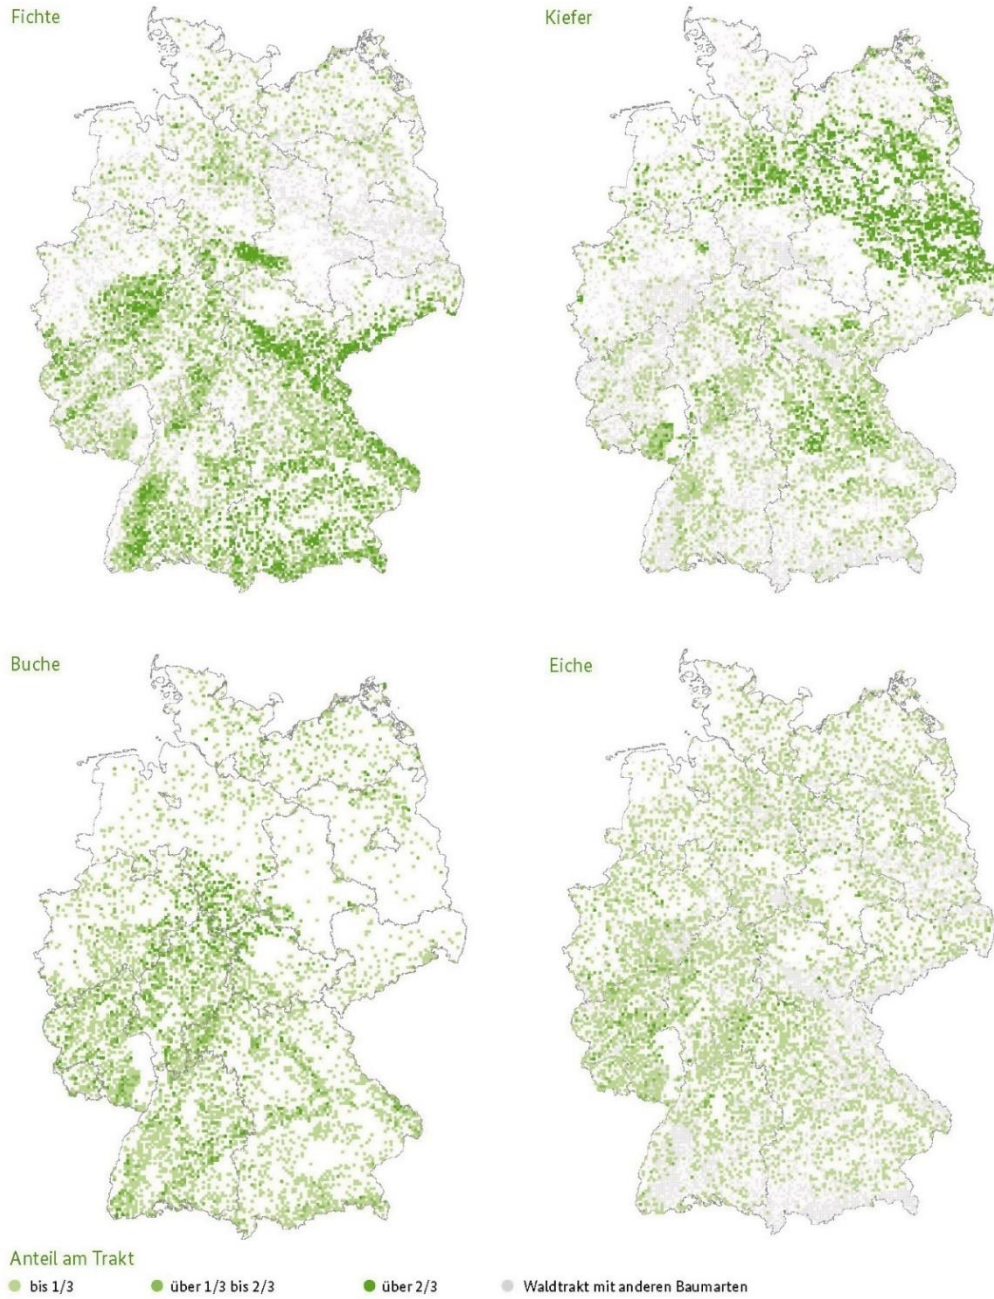 Fichte
Kiefer
Buche
Eiche
Anteil am Trakt
bis 1/3
über 1/3 bis 2/3
über 2/3
Waldtrakt mit anderen Baumarten